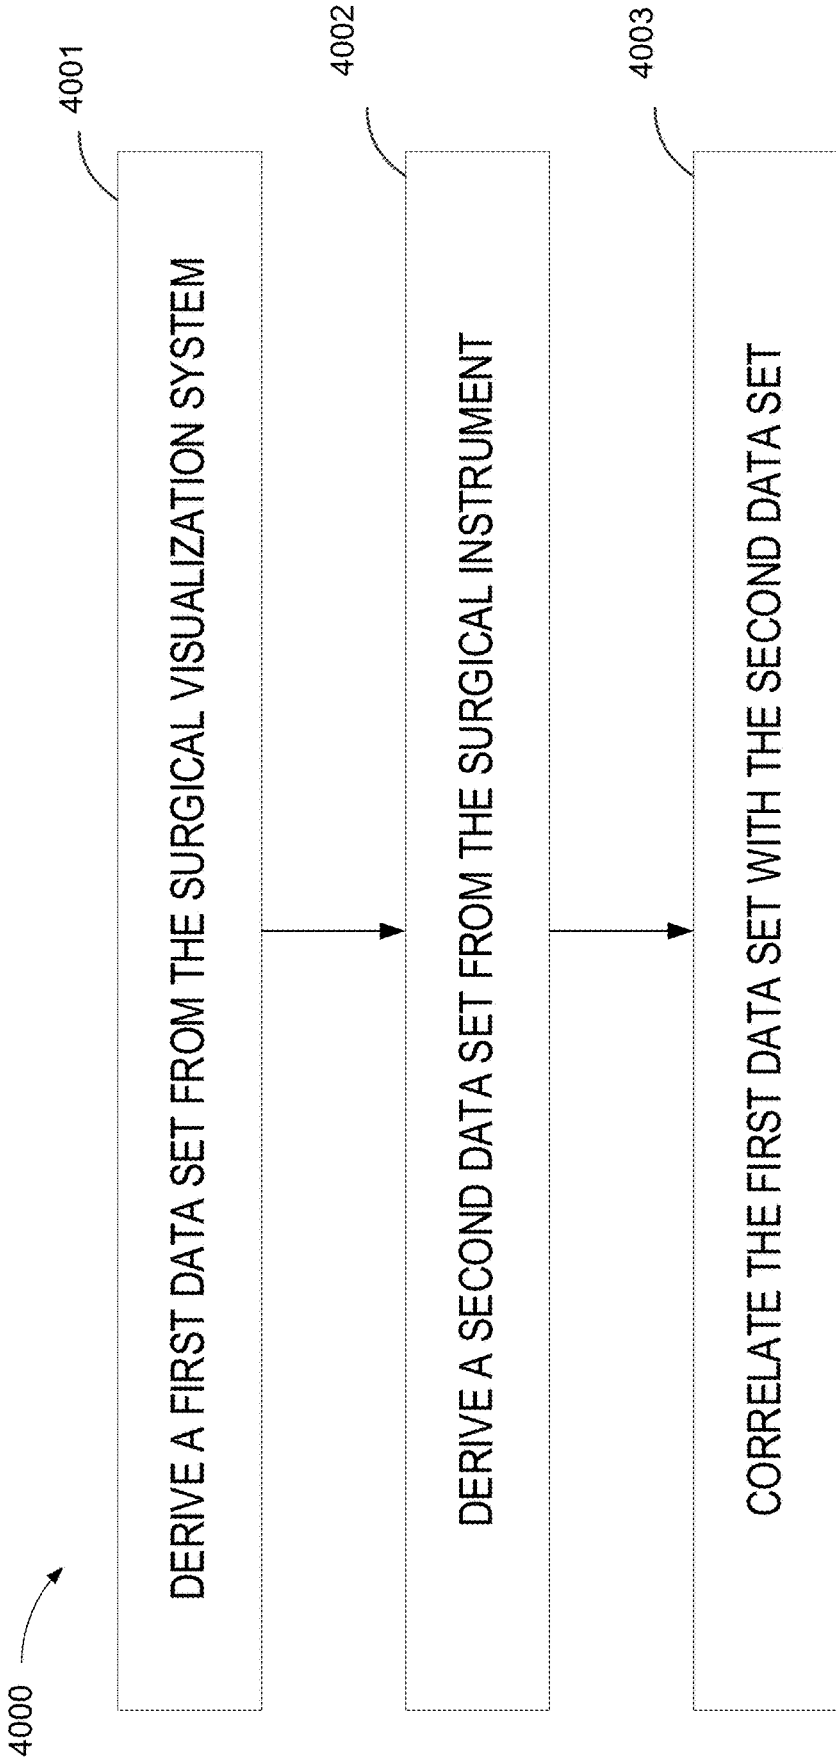 4000
4001
DERIVE A FIRST DATA SET FROM THE SURGICAL VISUALIZATION SYSTEM
4002
DERIVE A SECOND DATA SET FROM THE SURGICAL INSTRUMENT
4003
CORRELATE THE FIRST DATA SET WITH THE SECOND DATA SET